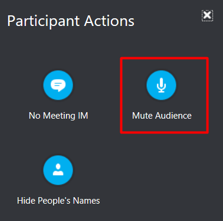 Participant Actions
No Meeting IM
Mute Audience
Hide People's Names